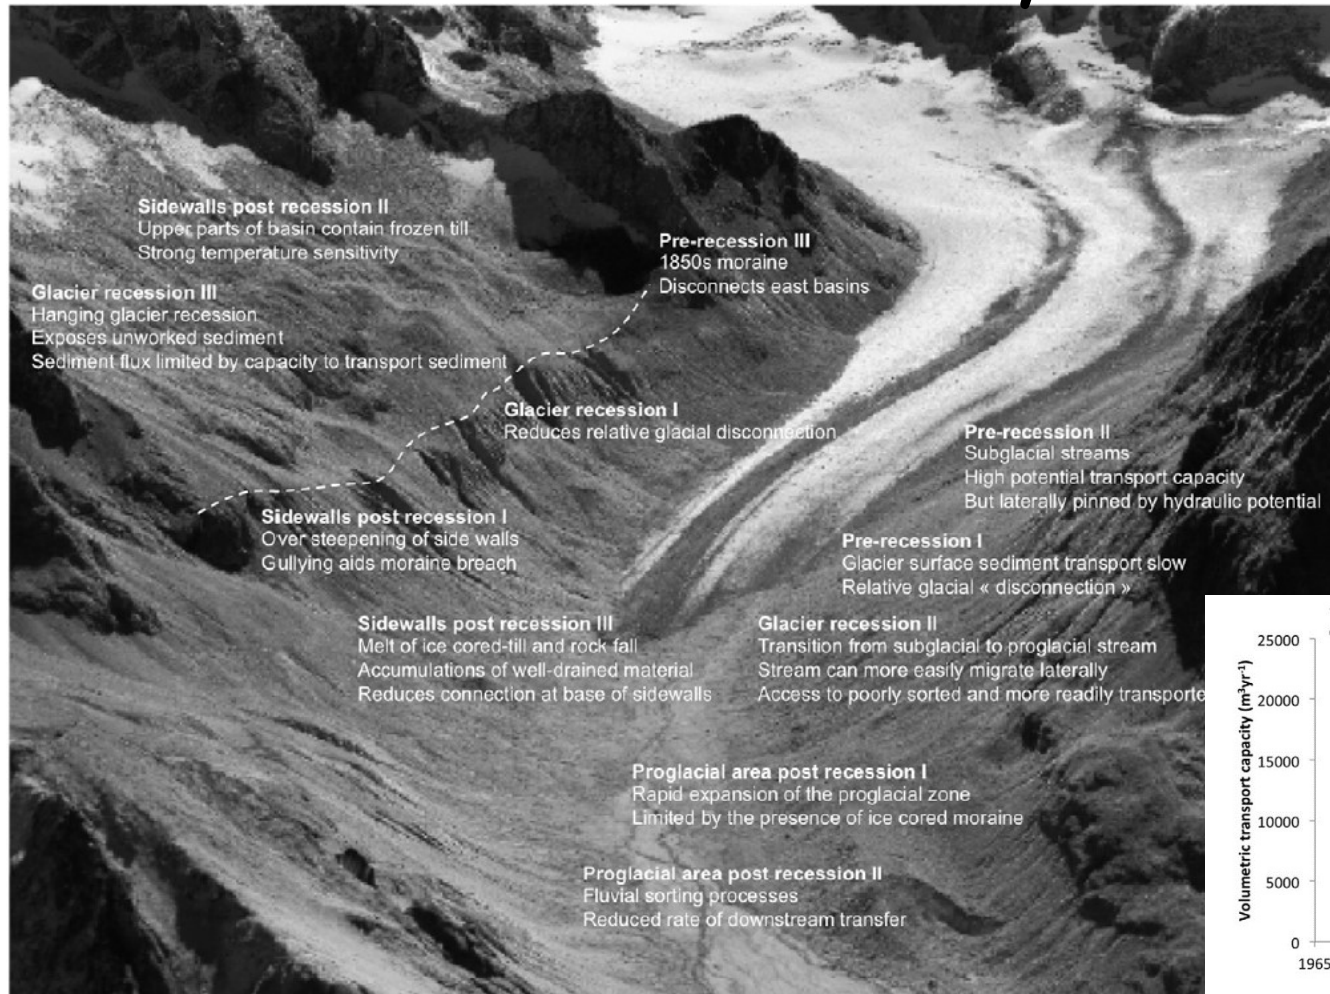 Sidewalls post recession II
Upper parts of basin contain frozen till
Strong temperature sensitivity
Pre-recession III
1850s moraine
Disconnects east basins
Glacier recession III
Hanging glacier recession
Exposes unworked sediment
Sediment flux limited by capacity to transport sediment
Glacier recession I
Reduces relative glacial disconnection
Pre-recession II
Subglacial streams
High potential transport capacity
But laterally pinned by hydraulic potential
Sidewalls post recession I
Over steepening of side walls
Gullying aids moraine breach
Pre-recession I
Glacier surface sediment transport slow
Relative glacial « disconnection »
Sidewalls post recession III
Melt of ice cored-till and rock fall
Accumulations of well-drained material
Reduces connection at base of sidewalls
Glacier recession II
Transition from subglacial to proglacial stream
Stream can more easily migrate laterally
Access to poorly sorted and more readily transporte
Proglacial area post recession I
Rapid expansion of the proglacial zone
Limited by the presence of ice cored moraine
Proglacial area post recession II
Fluvial sorting processes
Reduced rate of downstream transfer
Volumetric transport capacity (m³yr⁻¹)
25000
20000
15000
10000
5000
0
1965